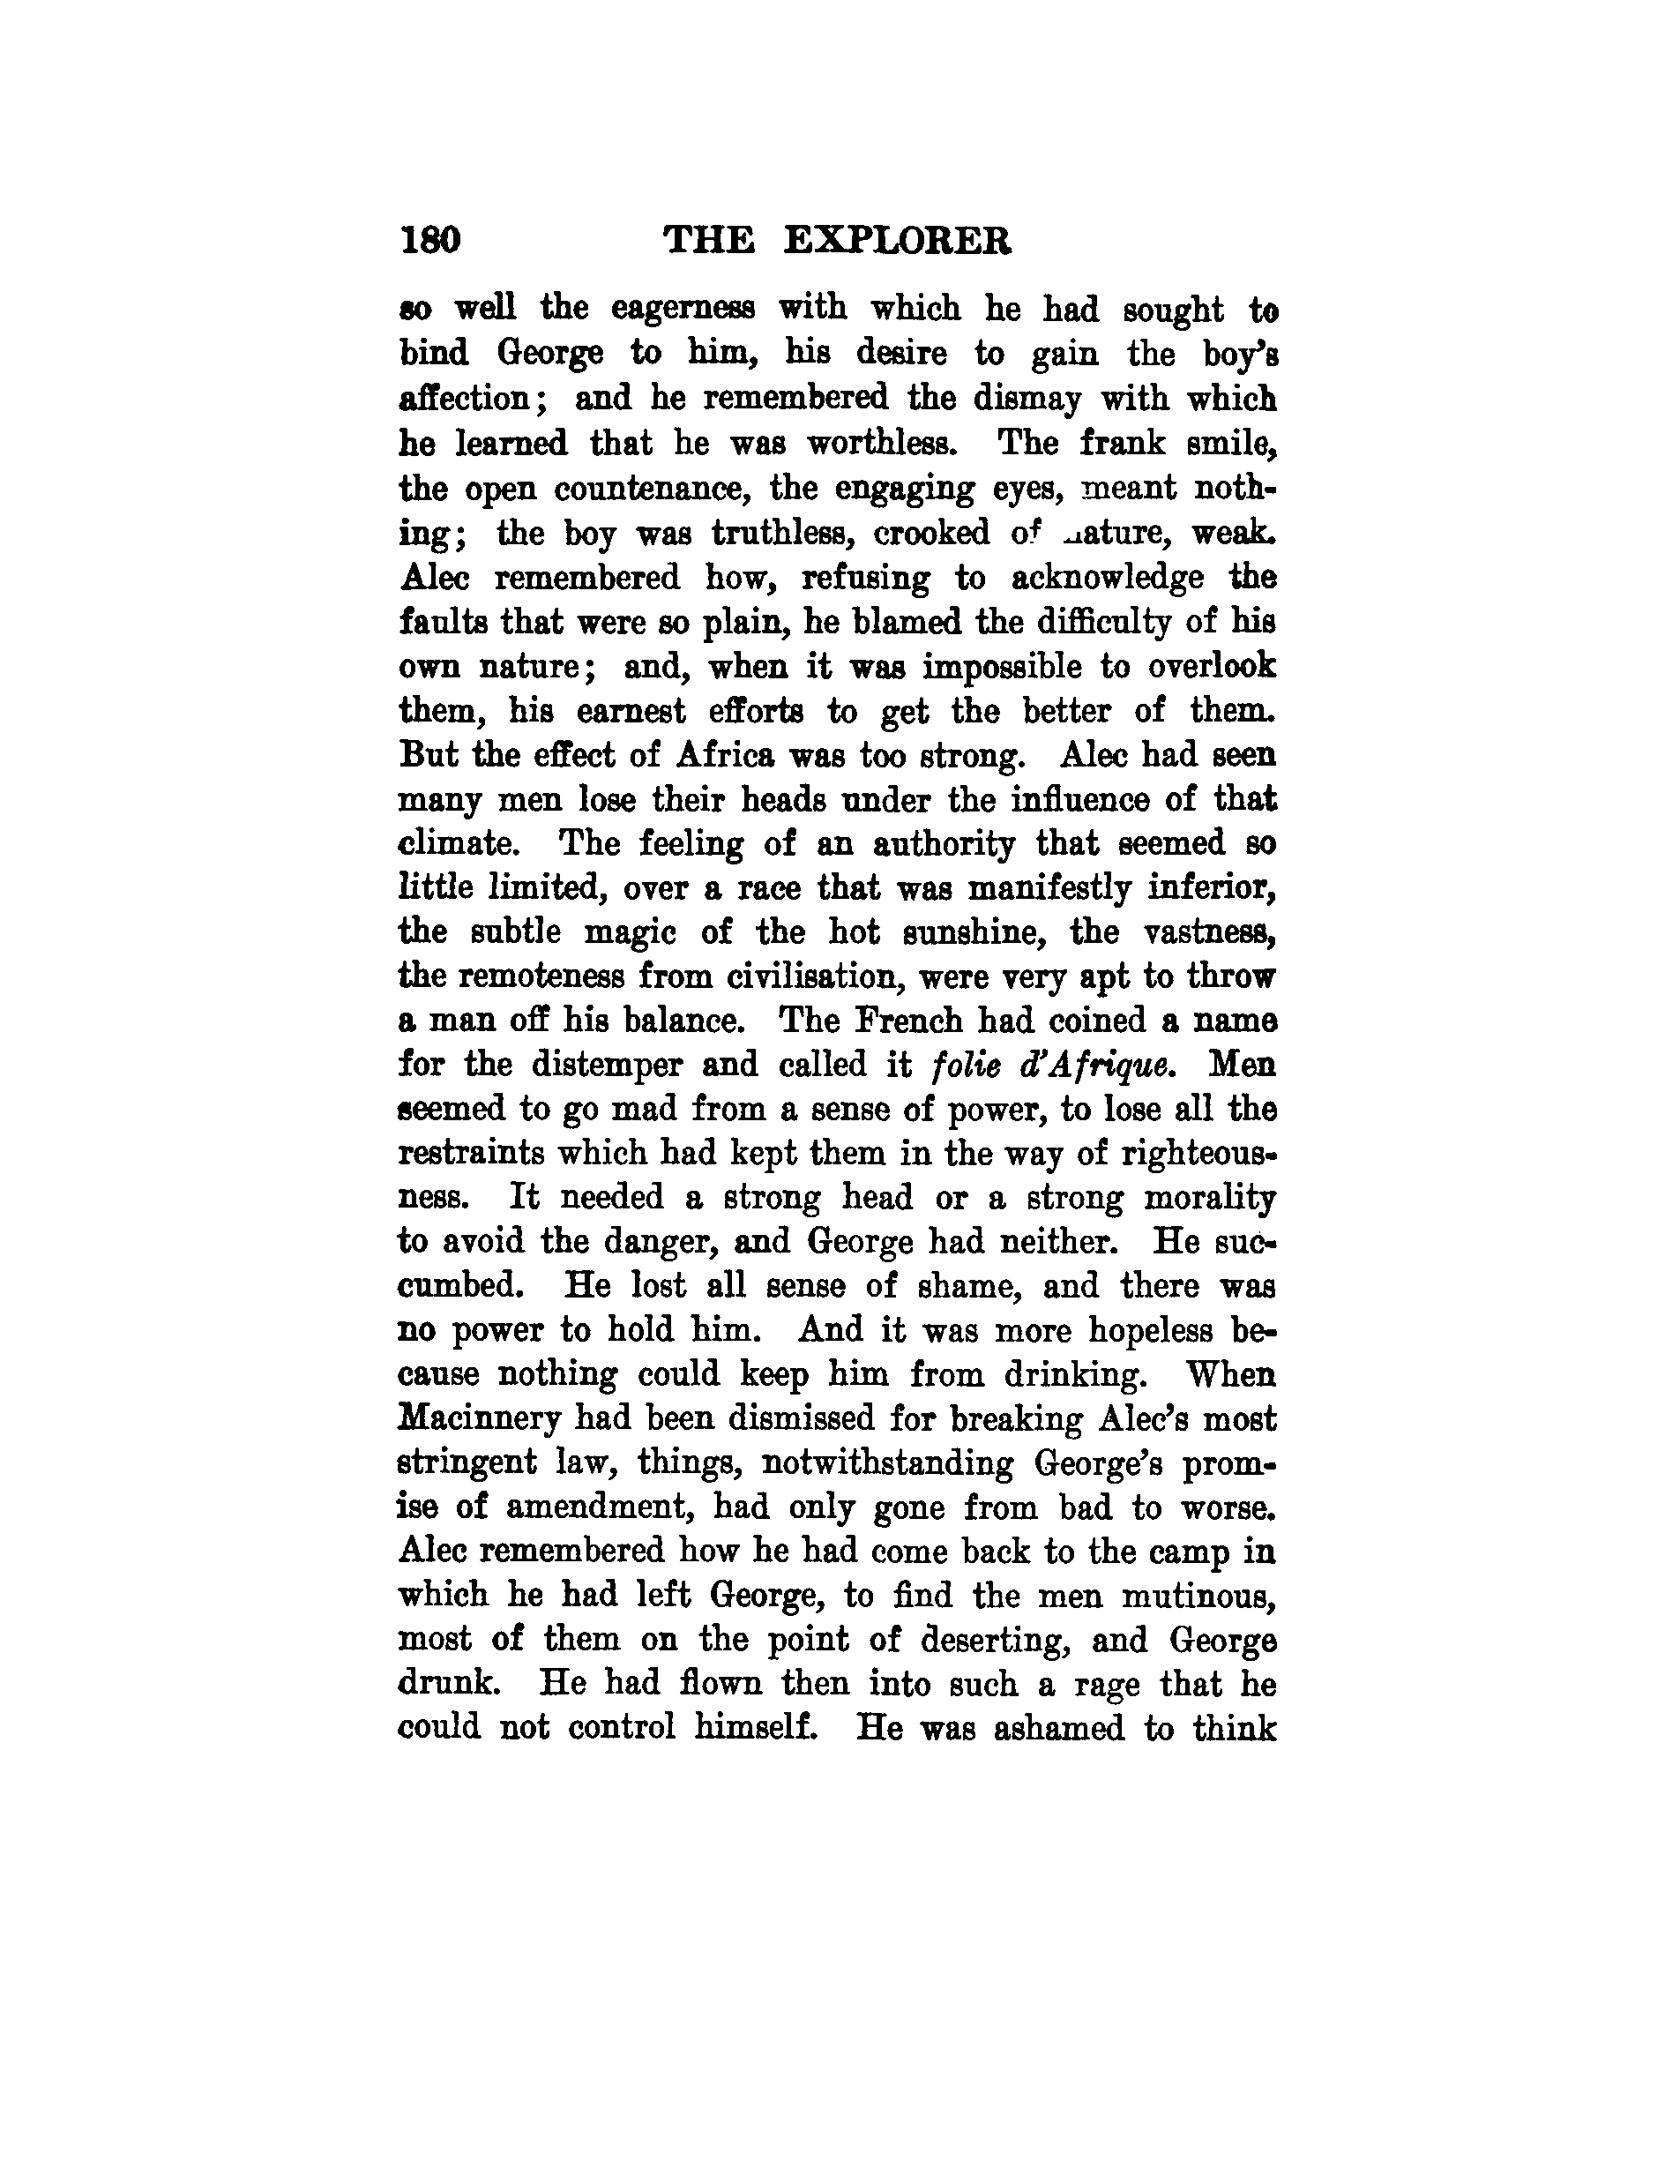 180 THE EXPLORER
so well the eagerness with which he had sought to
bind George to him, his desire to gain the boy's
affection; and he remembered the dismay with which
he learned that he was worthless. The frank smile,
the open countenance, the engaging eyes, meant noth-
ing; the boy was truthless, crooked of nature, weak.
Alec remembered how, refusing to acknowledge the
faults that were so plain, he blamed the difficulty of his
own nature; and, when it was impossible to overlook
them, his earnest efforts to get the better of them.
But the effect of Africa was too strong. Alec had seen
many men lose their heads under the influence of that
climate. The feeling of an authority that seemed so
little limited, over a race that was manifestly inferior,
the subtle magic of the hot sunshine, the vastness,
the remoteness from civilisation, were very apt to throw
a man off his balance. The French had coined a name
for the distemper and called it folie d'Afrique. Men
seemed to go mad from a sense of power, to lose all the
restraints which had kept them in the way of righteous-
ness. It needed a strong head or a strong morality
to avoid the danger, and George had neither. He suc-
cumbed. He lost all sense of shame, and there was
no power to hold him. And it was more hopeless be-
cause nothing could keep him from drinking. When
Macinnery had been dismissed for breaking Alec's most
stringent law, things, notwithstanding George's prom-
ise of amendment, had only gone from bad to worse.
Alec remembered how he had come back to the camp in
which he had left George, to find the men mutinous,
most of them on the point of deserting, and George
drunk. He had flown then into such a rage that he
could not control himself. He was ashamed to think